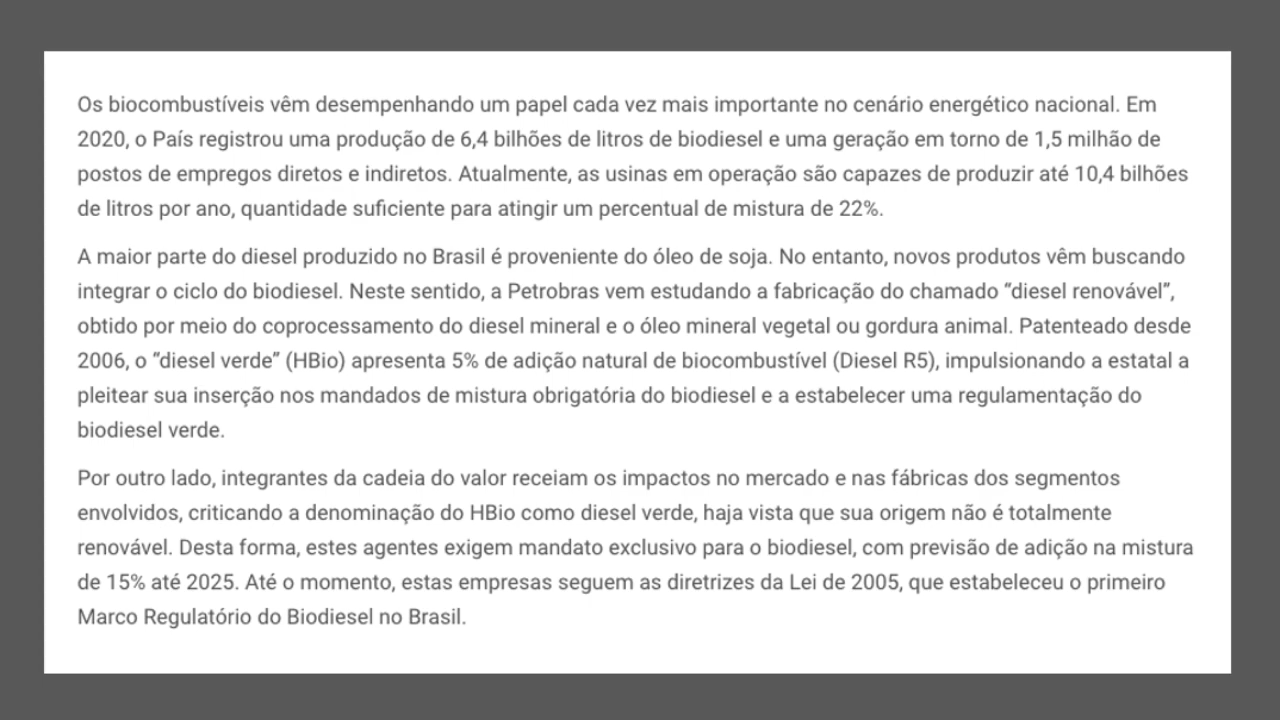 Os biocombustíveis vêm desempenhando um papel cada vez mais importante no cenário energético nacional. Em
2020, o País registrou uma produção de 6,4 bilhões de litros de biodiesel e uma geração em torno de 1,5 milhão de
postos de empregos diretos e indiretos. Atualmente, as usinas em operação são capazes de produzir até 10,4 bilhões
de litros por ano, quantidade suficiente para atingir um percentual de mistura de 22%.
A maior parte do diesel produzido no Brasil é proveniente do óleo de soja. No entanto, novos produtos vêm buscando
integrar o ciclo do biodiesel. Neste sentido, a Petrobras vem estudando a fabricação do chamado “diesel renovável”,
obtido por meio do coprocessamento do diesel mineral e o óleo mineral vegetal ou gordura animal. Patenteado desde
2006, o “diesel verde” (HBio) apresenta 5% de adição natural de biocombustível (Diesel R5), impulsionando a estatal a
pleitear sua inserção nos mandados de mistura obrigatória do biodiesel e a estabelecer uma regulamentação do
biodiesel verde.
Por outro lado, integrantes da cadeia do valor receiam os impactos no mercado e nas fábricas dos segmentos
envolvidos, criticando a denominação do HBio como diesel verde, haja vista que sua origem não é totalmente
renovável. Desta forma, estes agentes exigem mandato exclusivo para o biodiesel, com previsão de adição na mistura
de 15% até 2025. Até o momento, estas empresas seguem as diretrizes da Lei de 2005, que estabeleceu o primeiro
Marco Regulatório do Biodiesel no Brasil.